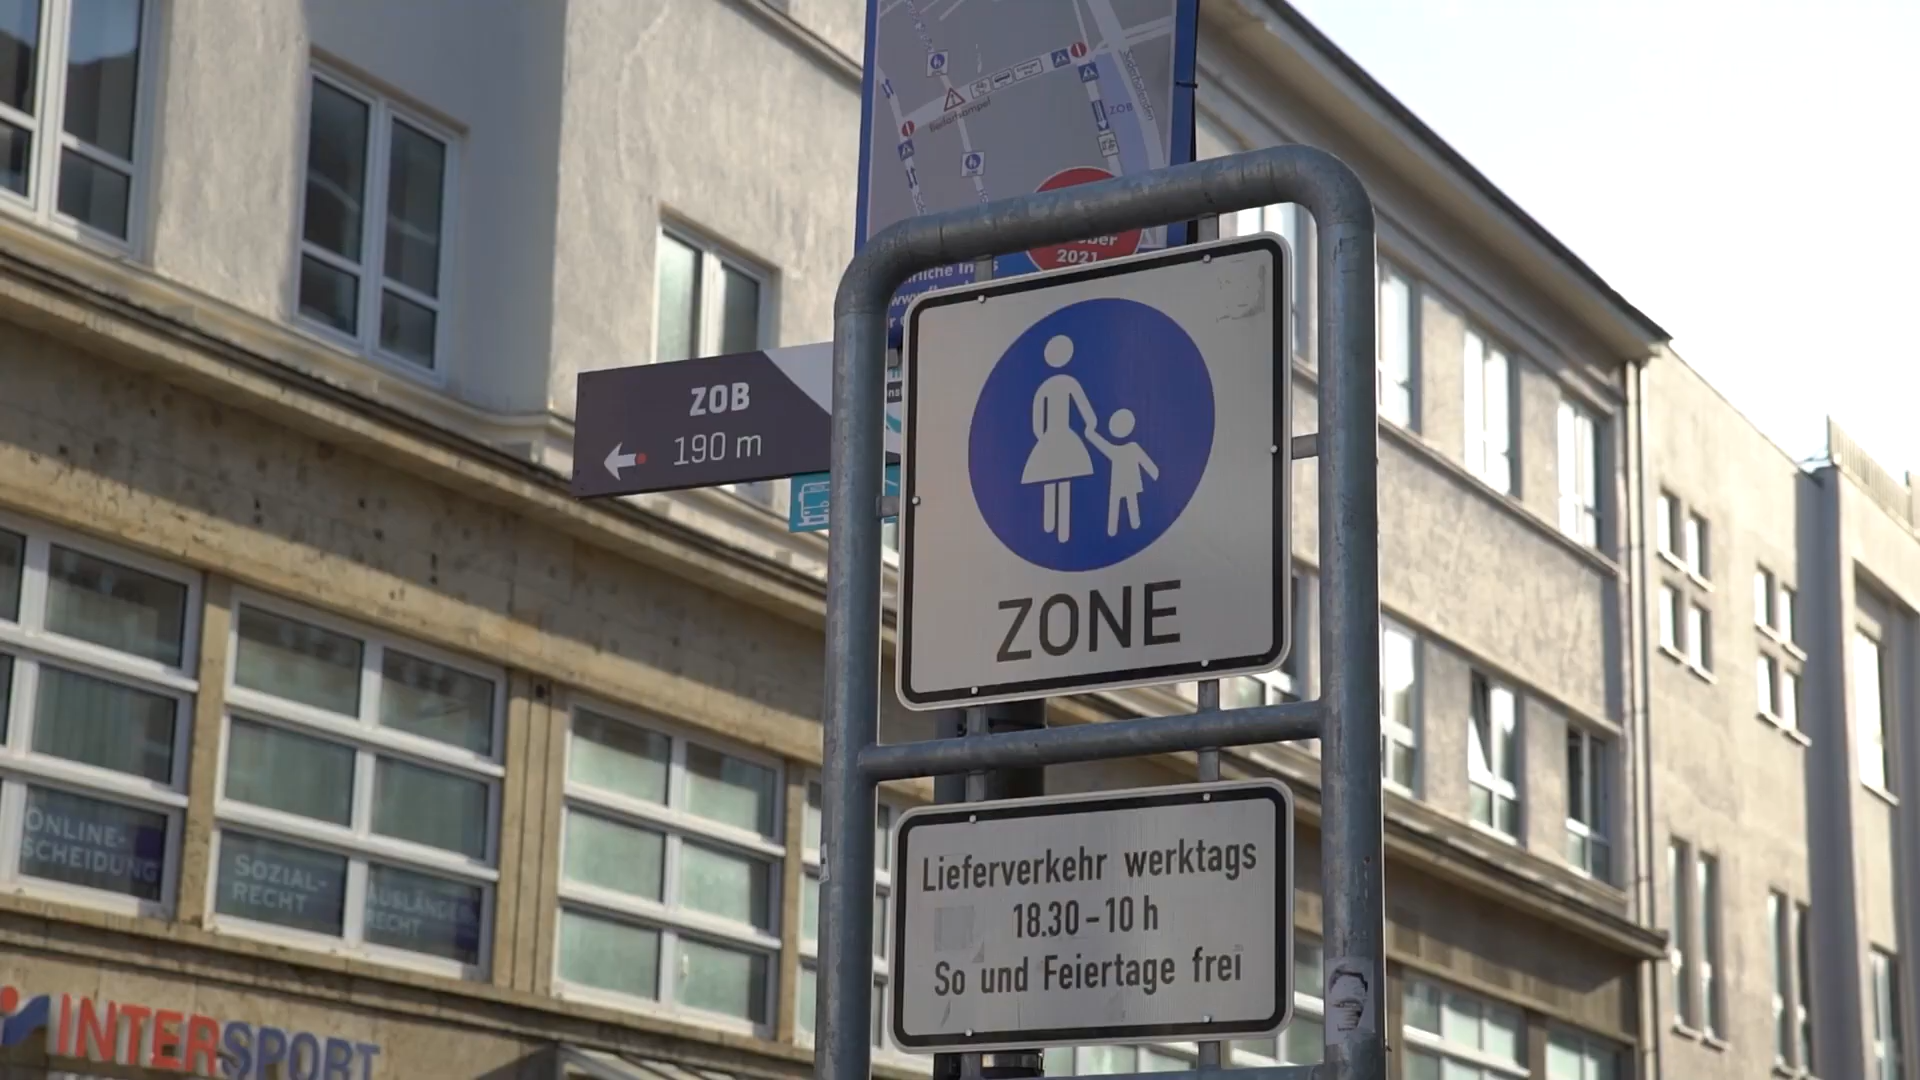 ZOB
2021
ZOB
190 m
ZONE
Lieferverkehr werktags
18.30-10 h
So und Feiertage frei
ONLINE-
SCHEIDUNG
SOZIAL-
RECHT
RECHT
INTERSPORT